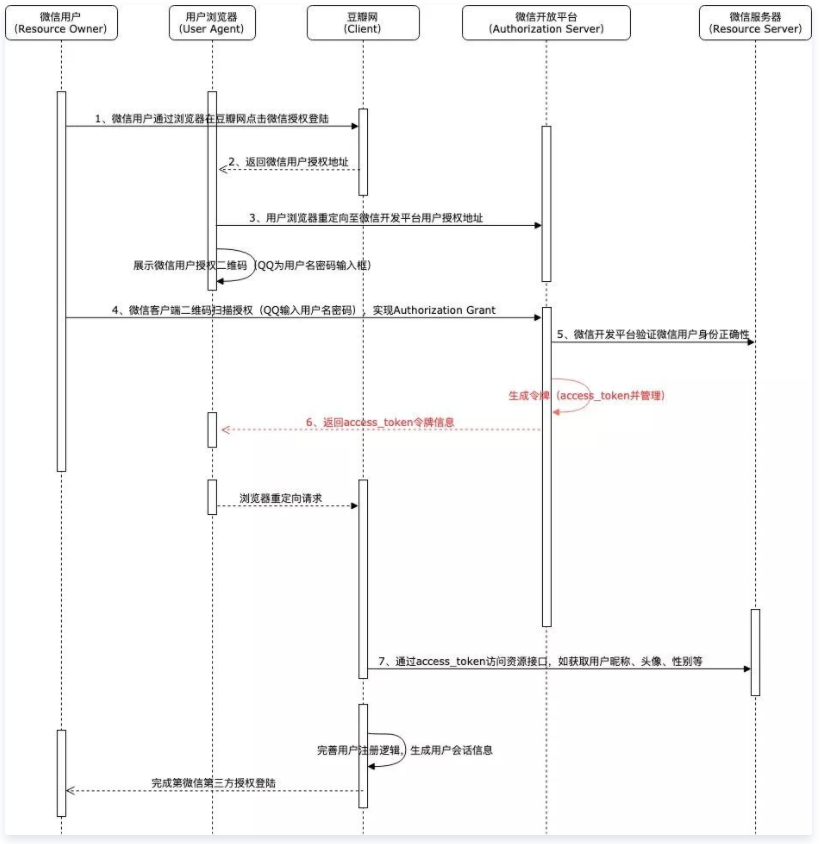 微信用户
(Resource Owner)
用户浏览器
(User Agent)
豆瓣网
(Client)
微信开放平台
(Authorization Server)
微信服务器
(Resource Server)
1、微信用户通过浏览器在豆瓣网点击微信授权登陆
2、返回微信用户授权地址
3、用户浏览器重定向至微信开发平台用户授权地址
展示微信用户授权二维码（QQ为用户名密码输入框）
4、微信客户端二维码扫描授权（QQ输入用户名密码），实现Authorization Grant
5、微信开发平台验证微信用户身份正确性
生成令牌（access_token并管理）
6、返回access_token令牌信息
浏览器重定向请求
7、通过access_token访问资源接口，如获取用户昵称、头像、性别等
完善用户注册逻辑，生成用户会话信息
完成第微信第三方授权登陆